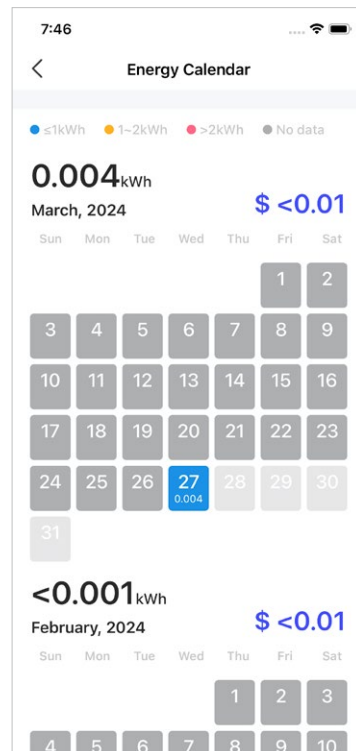 7:46
Energy Calendar
≤1kWh 1~2kWh >2kWh No data
0.004kWh
March, 2024 $ <0.01
Sun Mon Tue Wed Thu Fri Sat
1 2
3 4 5 6 7 8 9
10 11 12 13 14 15 16
17 18 19 20 21 22 23
24 25 26 27 28 29 30
0.004
31
<0.001kWh
February, 2024 $ <0.01
Sun Mon Tue Wed Thu Fri Sat
1 2 3
4 5 6 7 8 9 10